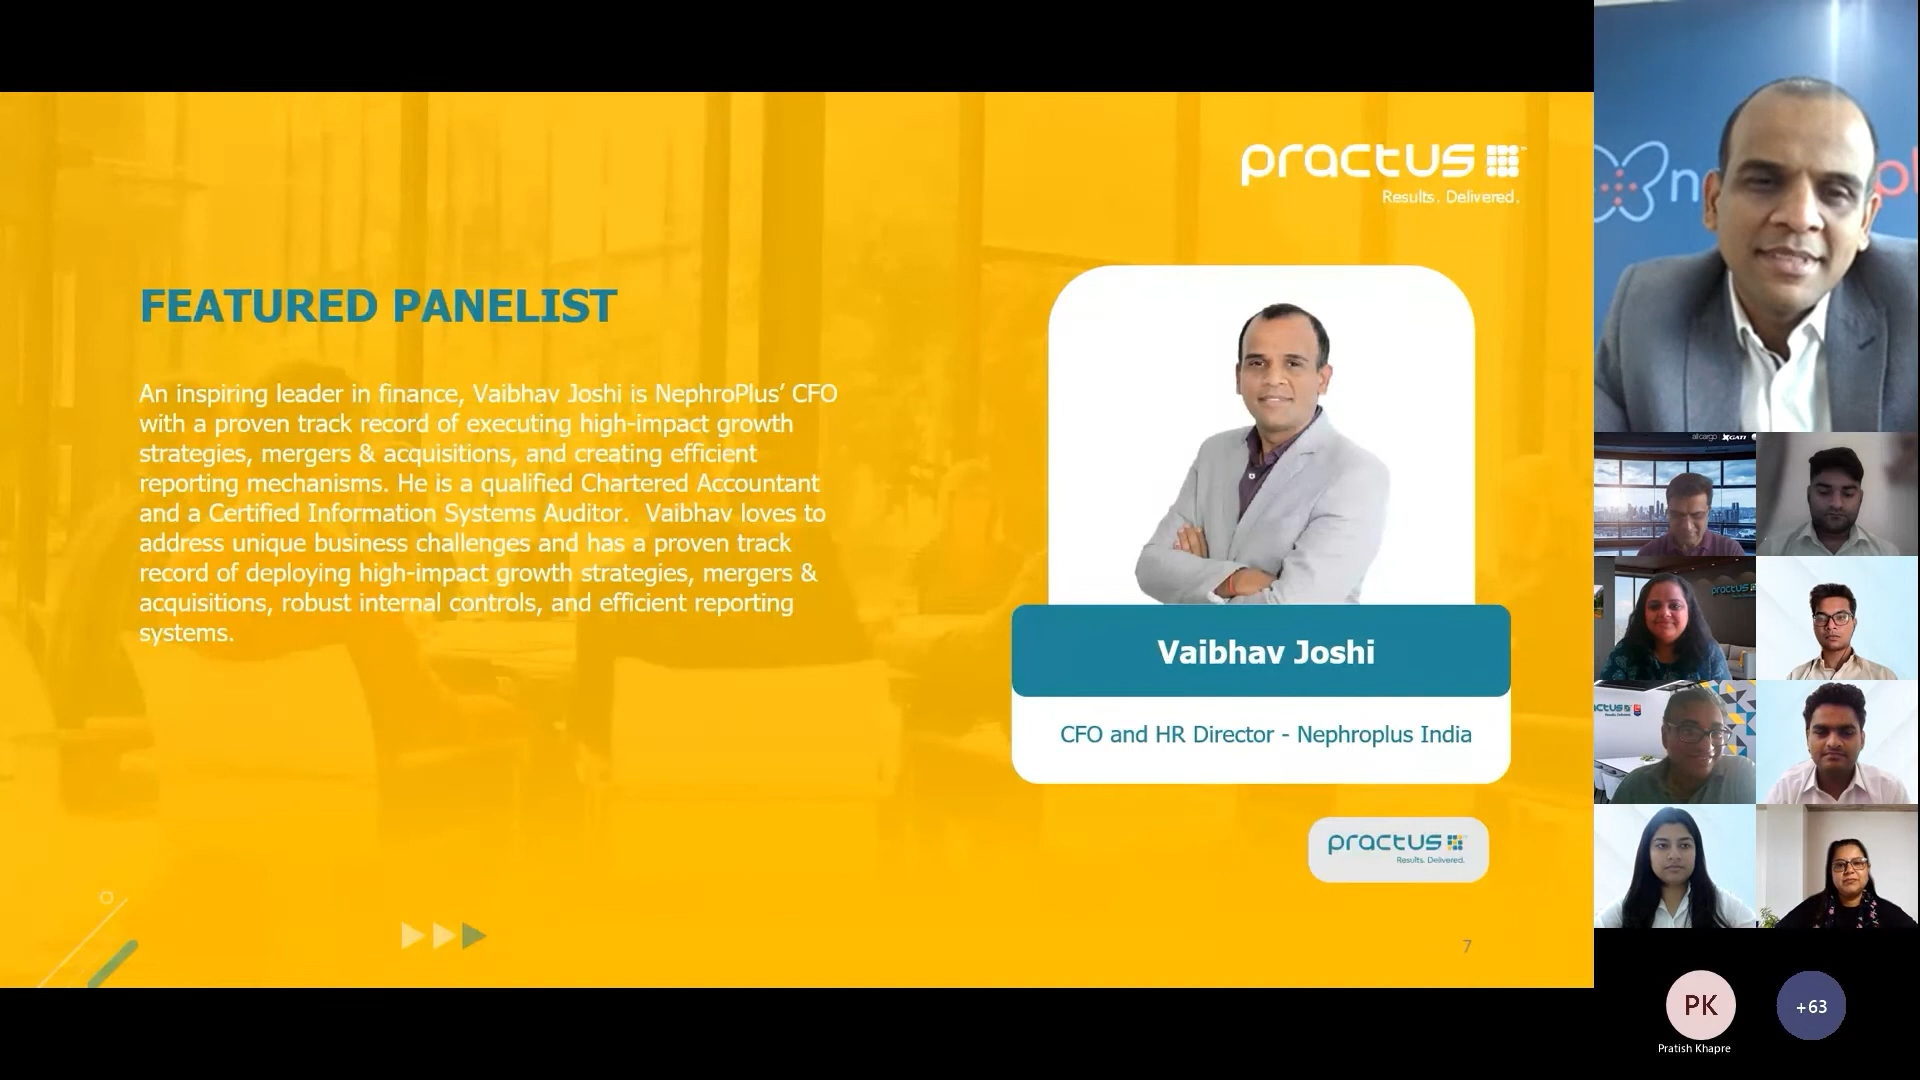 practus
Results. Delivered.
FEATURED PANELIST
An inspiring leader in finance, Vaibhav Joshi is NephroPlus’ CFO
with a proven track record of executing high-impact growth
strategies, mergers & acquisitions, and creating efficient
reporting mechanisms. He is a qualified Chartered Accountant
and a Certified Information Systems Auditor.  Vaibhav loves to
address unique business challenges and has a proven track
record of deploying high-impact growth strategies, mergers &
acquisitions, robust internal controls, and efficient reporting
systems.
Vaibhav Joshi
CFO and HR Director - Nephroplus India
practus
Results. Delivered.
7
allcargo GATI
practus
PK
Pratish Khapre
+63